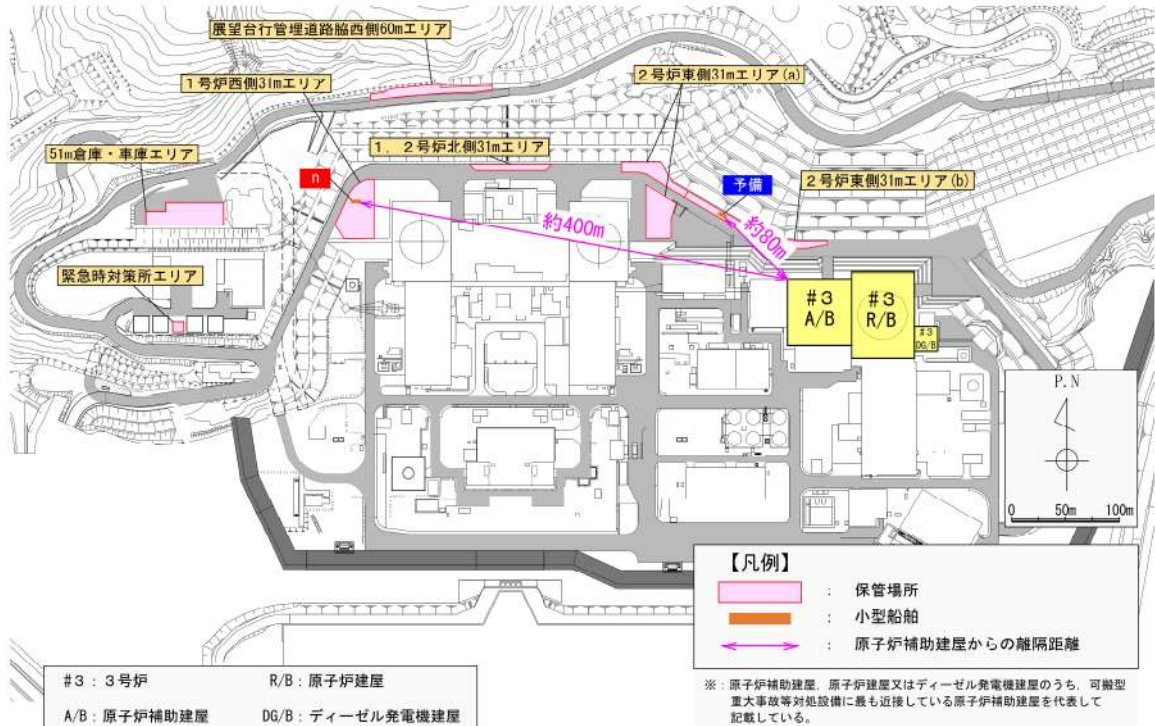 展望台行管理道路脇西側60mエリア
1号炉西側31mエリア
2号炉東側31mエリア(a)
1，2号炉北側31mエリア
51m倉庫・車庫エリア
n
予備
2号炉東側31mエリア(b)
約400m
約80m
緊急時対策所エリア
#3
A/B
#3
R/B
#3
DG/B
P.N
0 50m 100m
【凡例】
： 保管場所
： 小型船舶
： 原子炉補助建屋からの離隔距離
#3：3号炉 R/B：原子炉建屋
A/B：原子炉補助建屋 DG/B：ディーゼル発電機建屋
※：原子炉補助建屋，原子炉建屋又はディーゼル発電機建屋のうち，可搬型
重大事故等対処設備に最も近接している原子炉補助建屋を代表して
記載している。